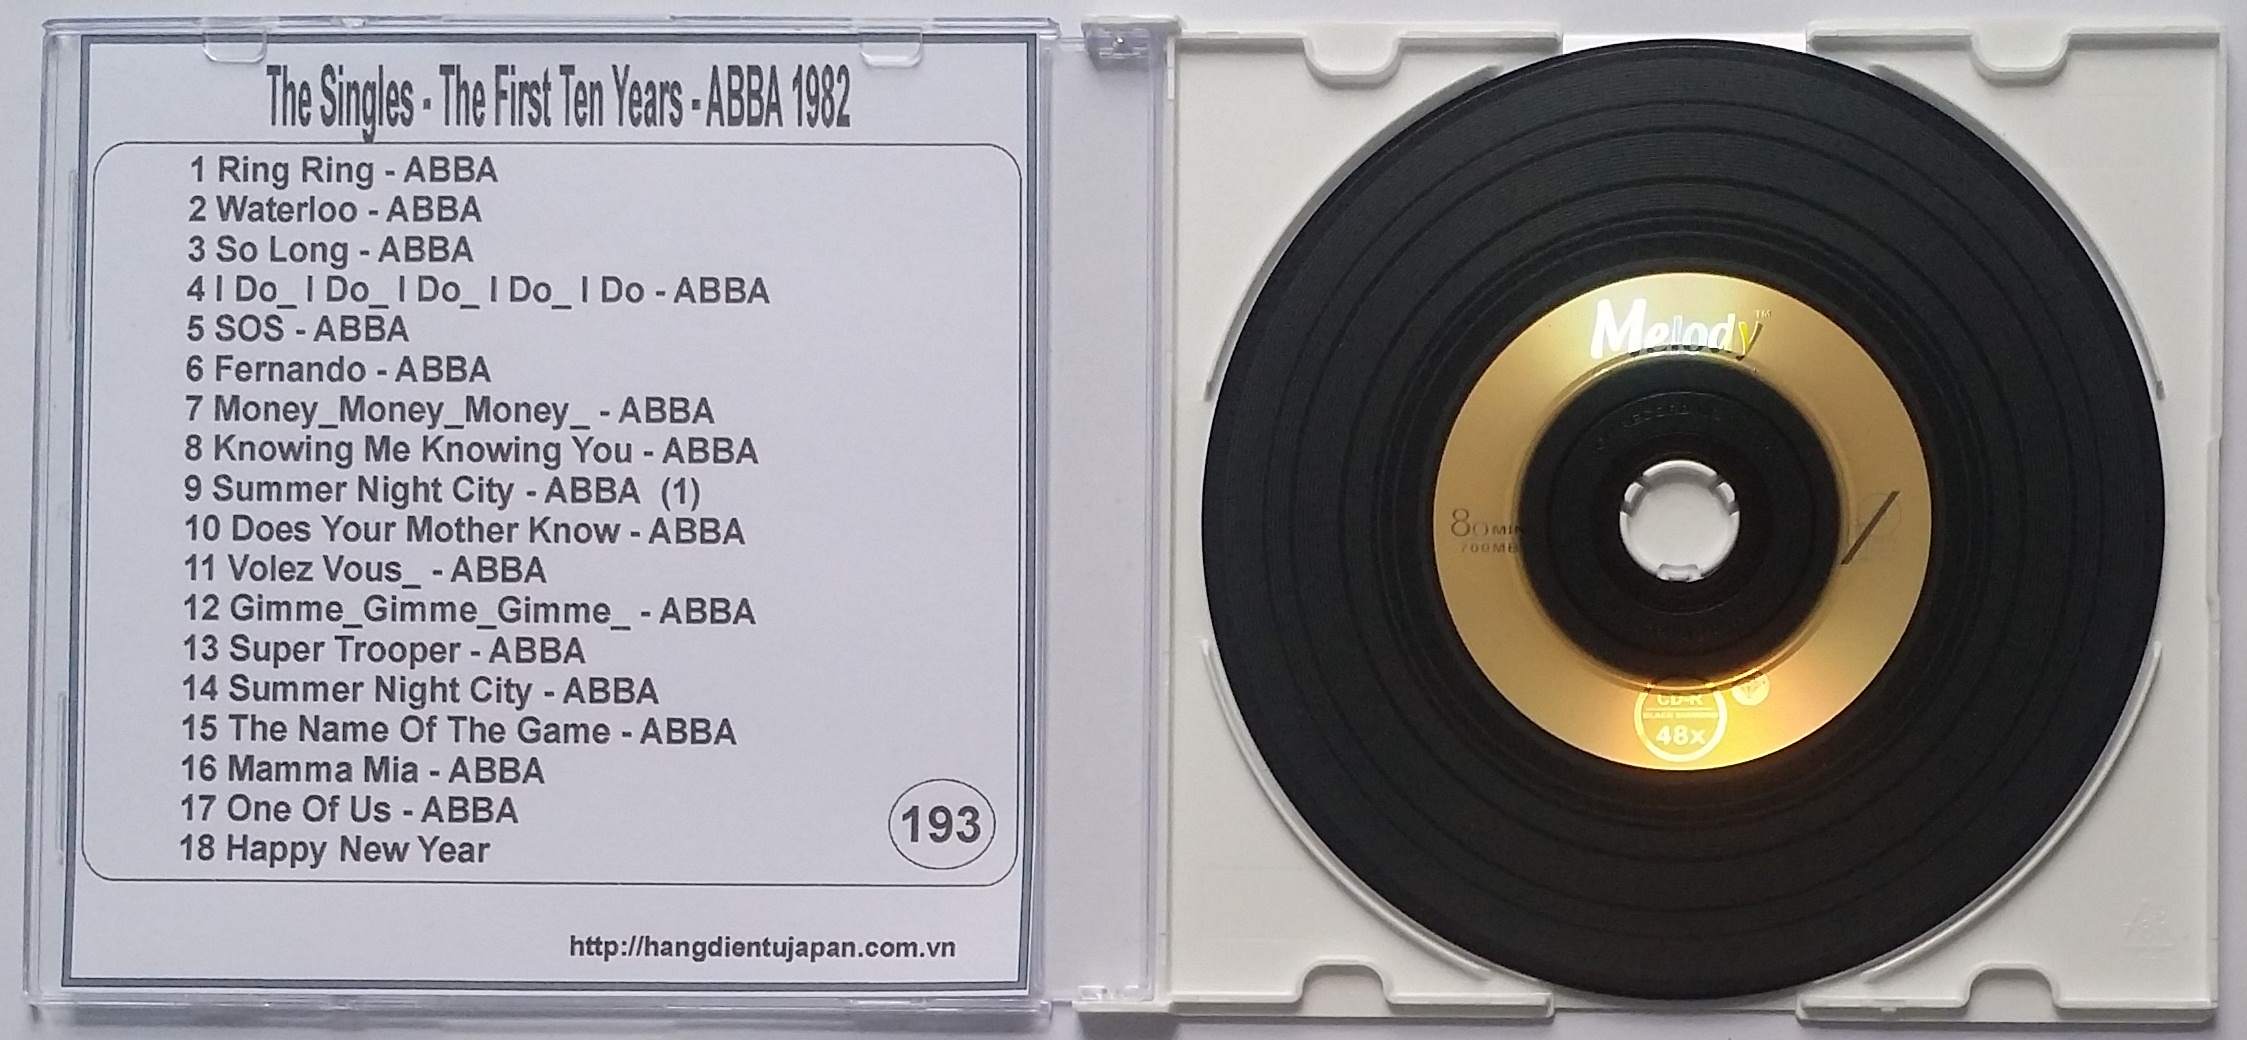 The Singles - The First Ten Years - ABBA 1982
1 Ring Ring - ABBA
2 Waterloo - ABBA
3 So Long - ABBA
4 I Do_ I Do_ I Do_ I Do_ I Do - ABBA
5 SOS - ABBA
6 Fernando - ABBA
7 Money_Money_Money_ - ABBA
8 Knowing Me Knowing You - ABBA
9 Summer Night City - ABBA (1)
10 Does Your Mother Know - ABBA
11 Volez Vous_ - ABBA
12 Gimme_Gimme_Gimme_ - ABBA
13 Super Trooper - ABBA
14 Summer Night City - ABBA
15 The Name Of The Game - ABBA
16 Mamma Mia - ABBA
17 One Of Us - ABBA
18 Happy New Year
193
http://hangdientujapan.com.vn
Melody™
80 MIN
700MB
CD-R
48x